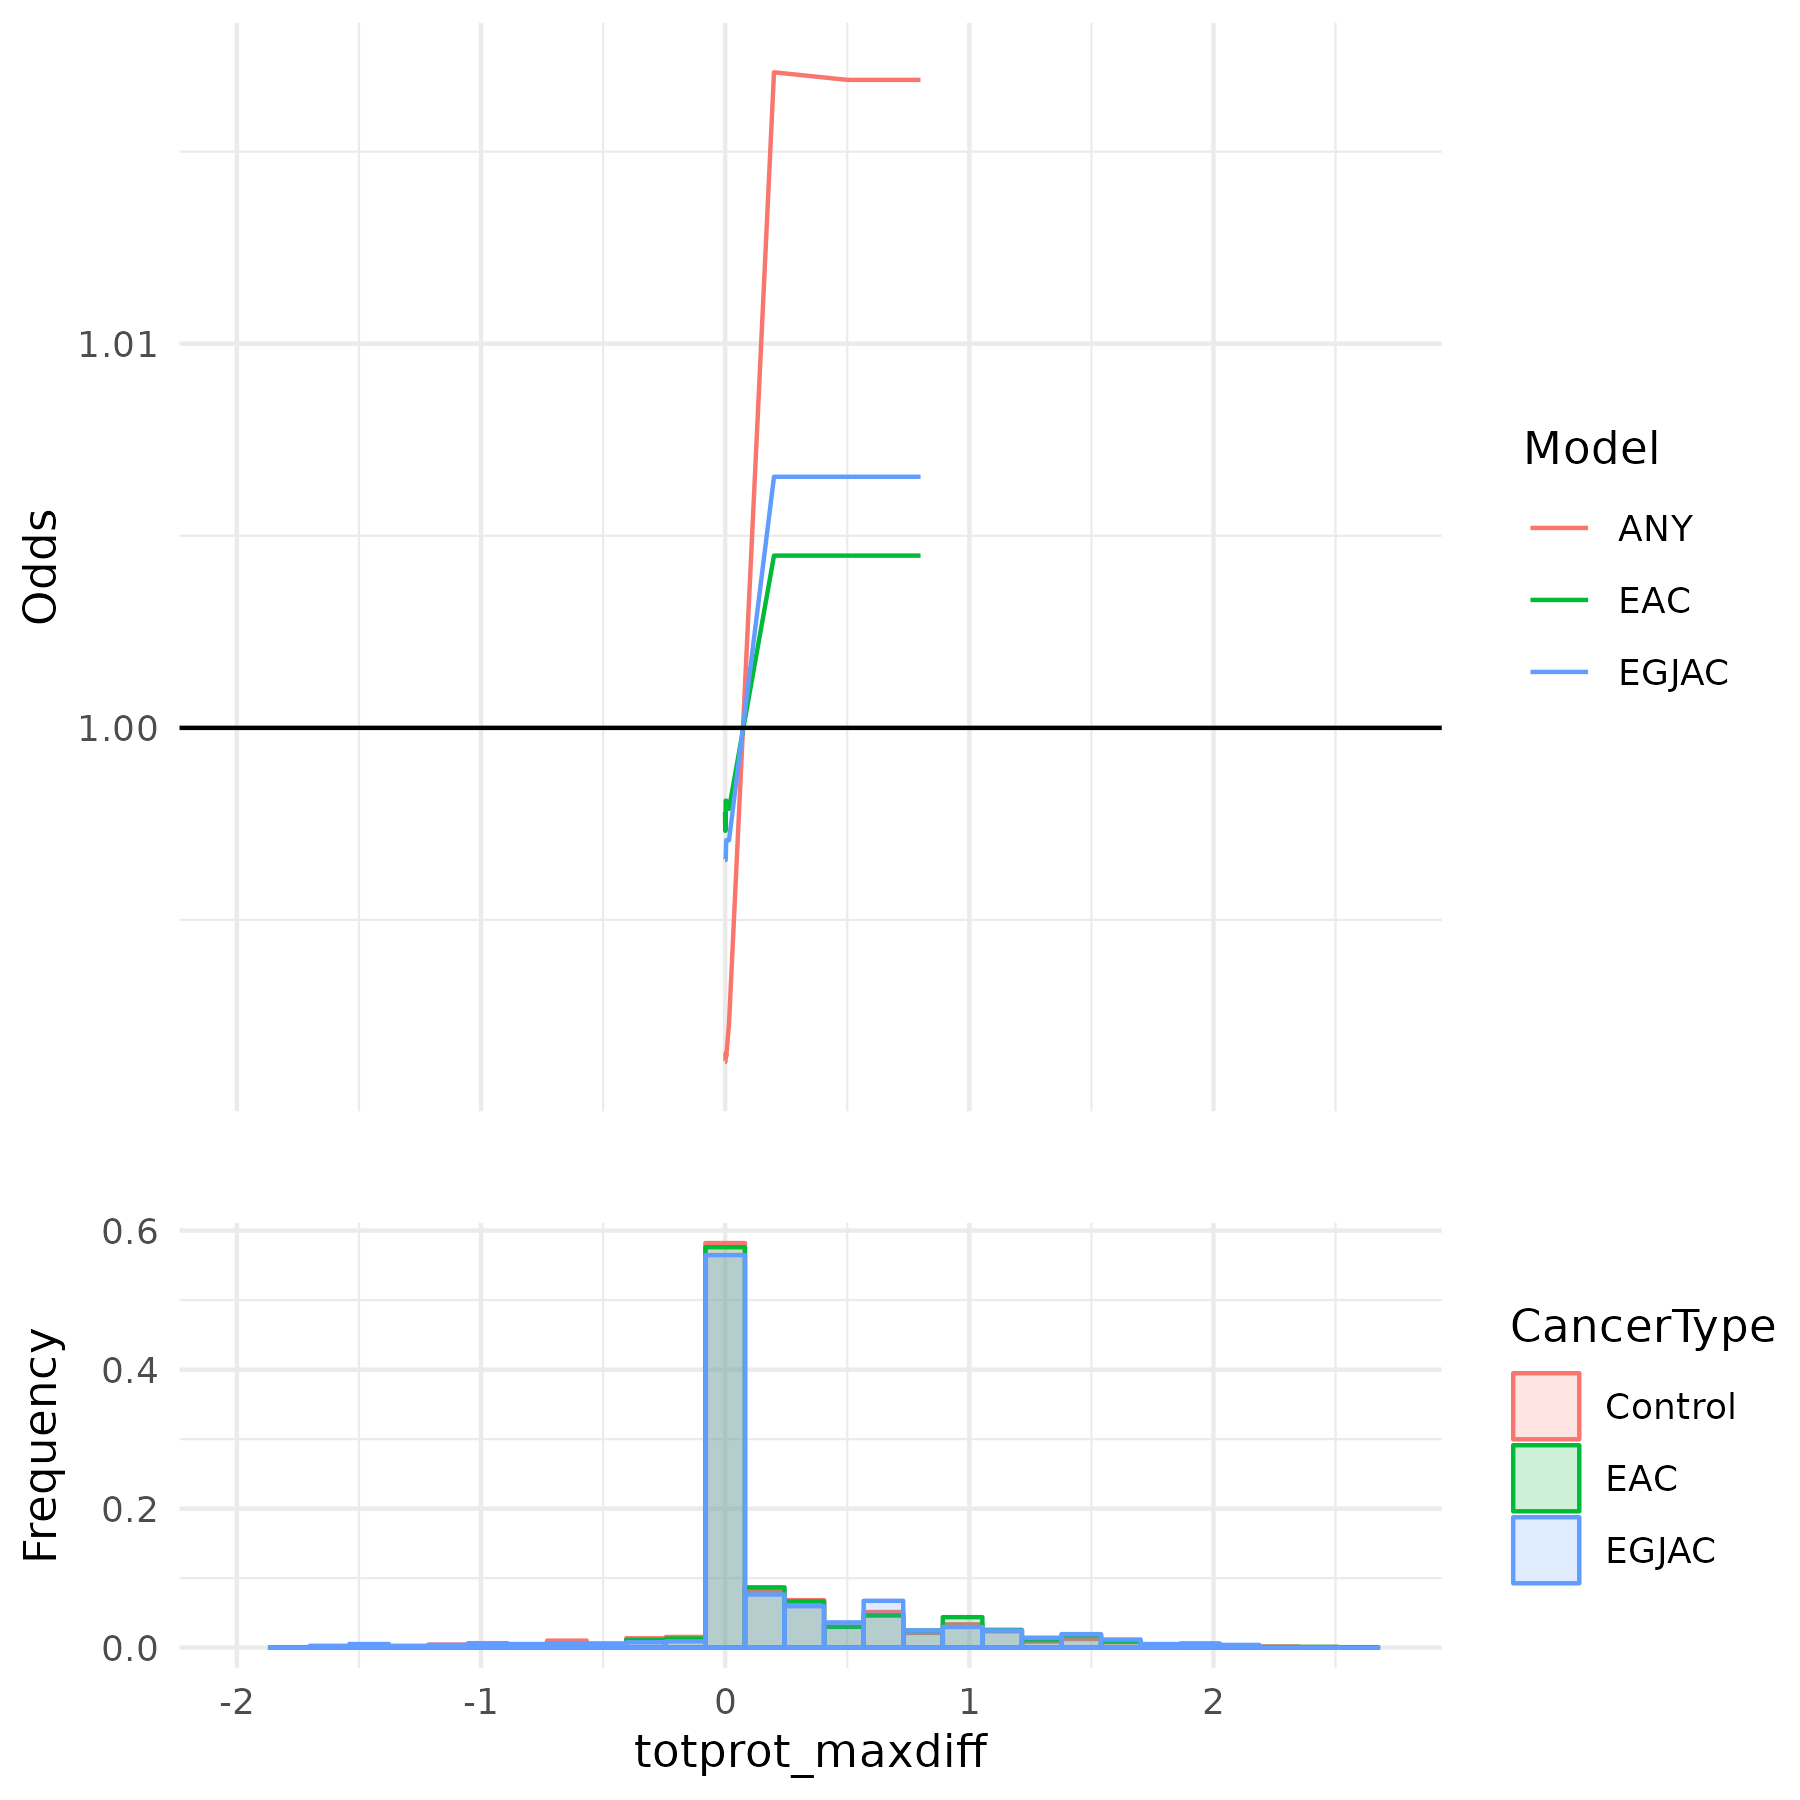 Odds
1.01
1.00
Model
ANY
EAC
EGJAC
Frequency
0.6
0.4
0.2
0.0
-2 -1 0 1 2
totprot_maxdiff
CancerType
Control
EAC
EGJAC